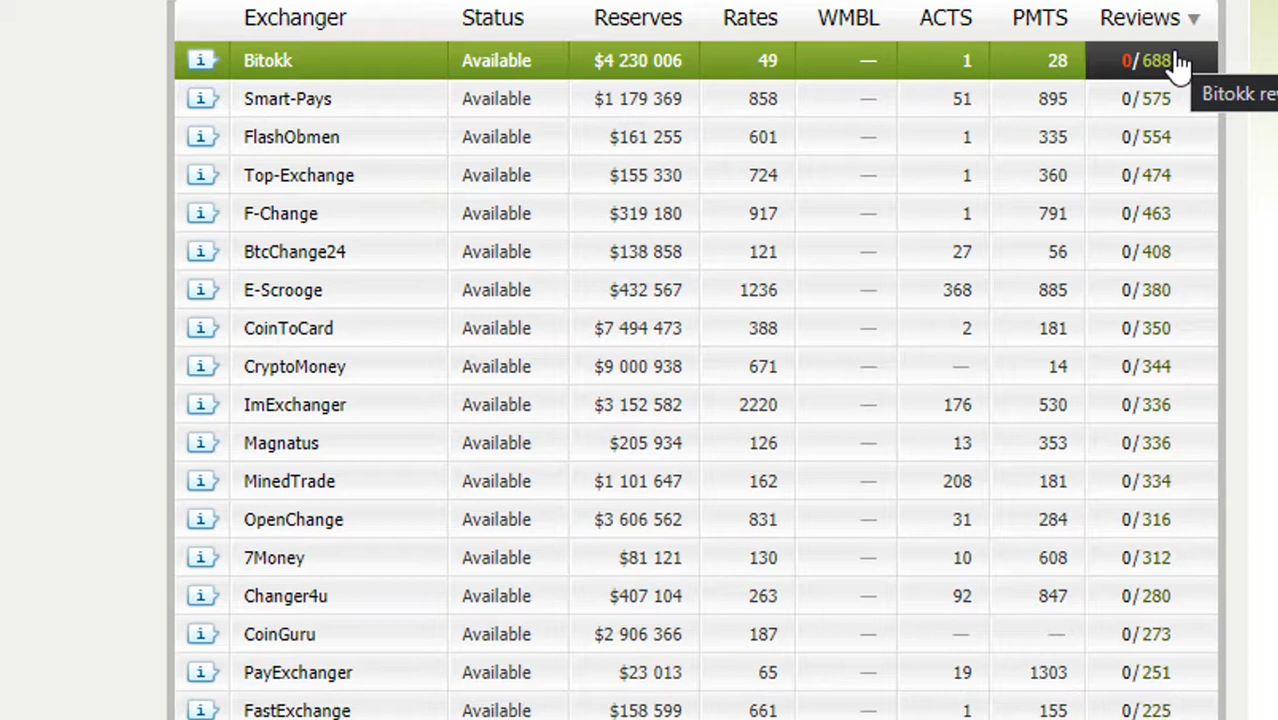 Exchanger Status Reserves Rates WMBL ACTS PMTS Reviews ▼
i Bitokk Available $4 230 006 49 — 1 28 0/688
Bitokk re
i Smart-Pays Available $1 179 369 858 — 51 895 0/575
i FlashObmen Available $161 255 601 — 1 335 0/554
i Top-Exchange Available $155 330 724 — 1 360 0/474
i F-Change Available $319 180 917 — 1 791 0/463
i BtcChange24 Available $138 858 121 — 27 56 0/408
i E-Scrooge Available $432 567 1236 — 368 885 0/380
i CoinToCard Available $7 494 473 388 — 2 181 0/350
i CryptoMoney Available $9 000 938 671 — — 14 0/344
i ImExchanger Available $3 152 582 2220 — 176 530 0/336
i Magnatus Available $205 934 126 — 13 353 0/336
i MinedTrade Available $1 101 647 162 — 208 181 0/334
i OpenChange Available $3 606 562 831 — 31 284 0/316
i 7Money Available $81 121 130 — 10 608 0/312
i Changer4u Available $407 104 263 — 92 847 0/280
i CoinGuru Available $2 906 366 187 — — — 0/273
i PayExchanger Available $23 013 65 — 19 1303 0/251
i FastExchange Available $158 599 661 — 1 155 0/225